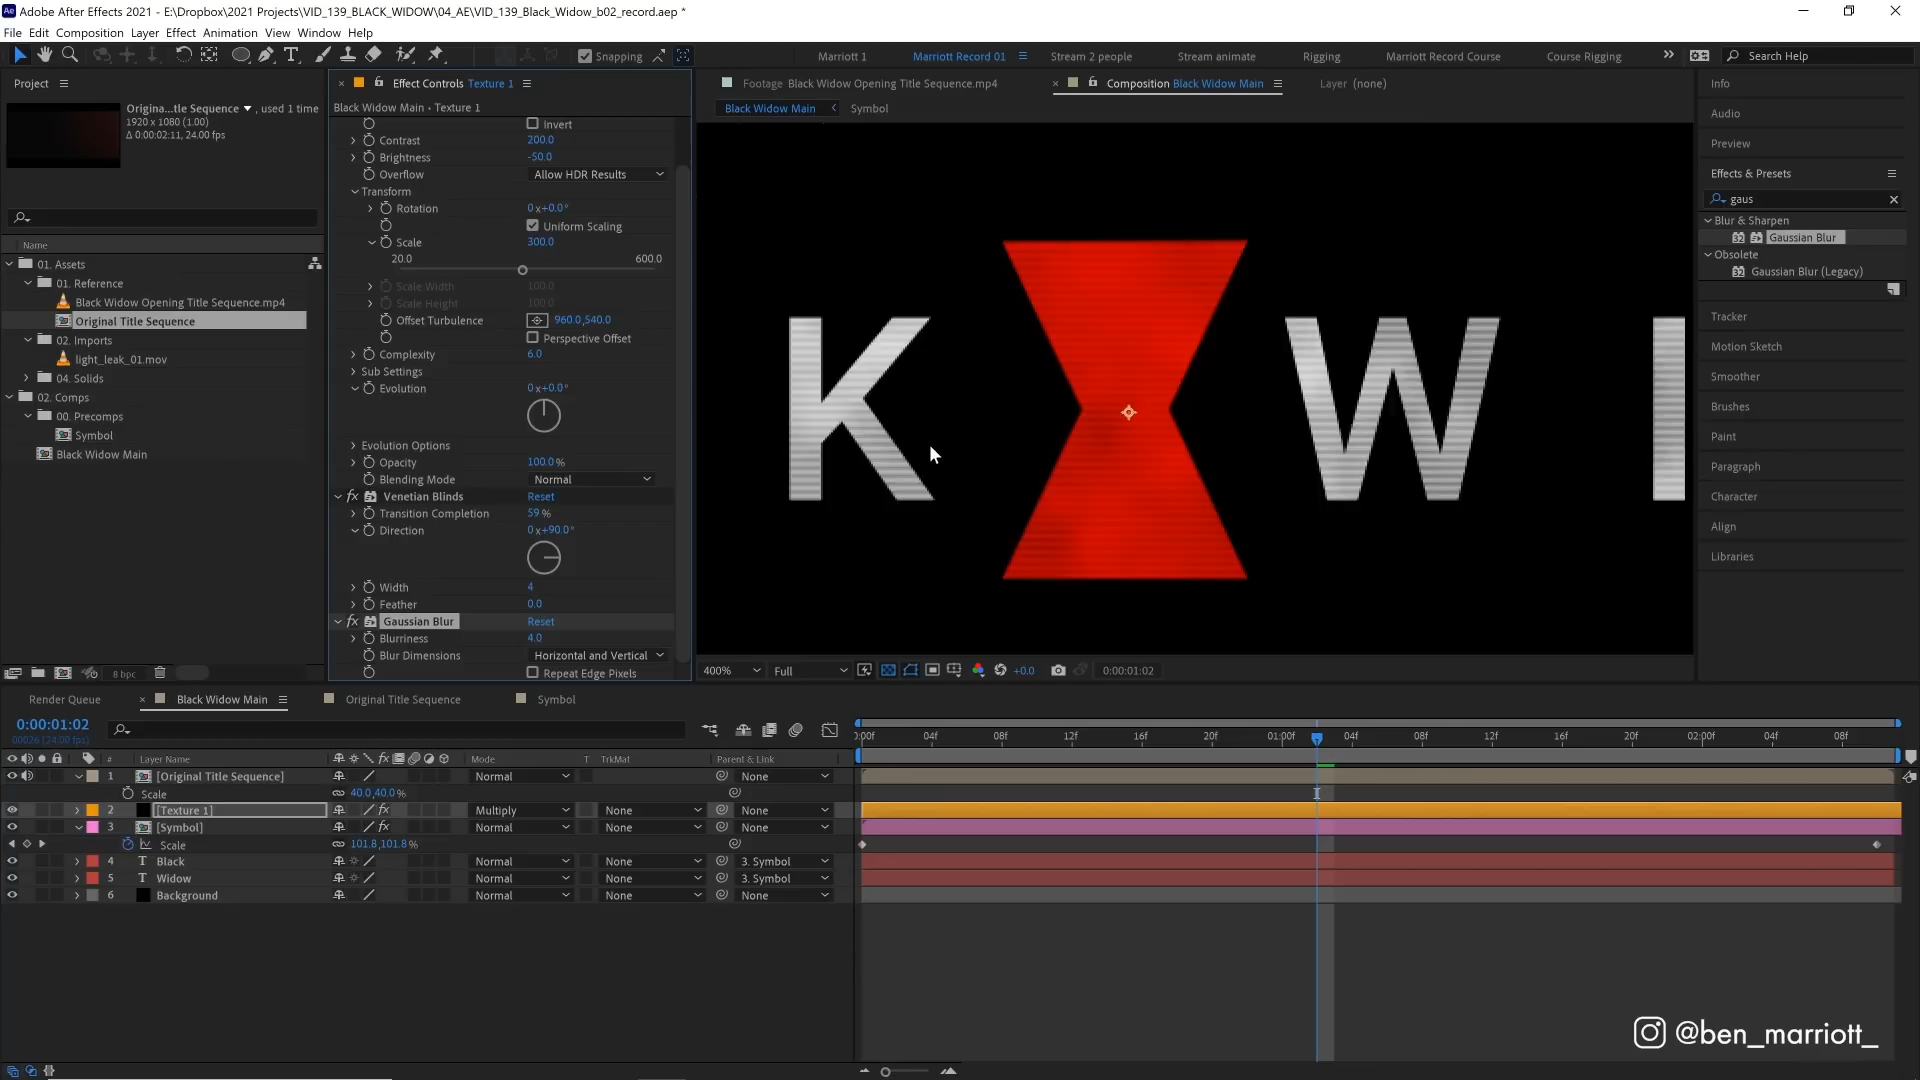 Adobe After Effects 2021 - E:\Dropbox\2021 Projects\VID_139_BLACK_WIDOW\04_AE\VID_139_Black_Widow_b02_record.aep *
File Edit Composition Layer Effect Animation View Window Help
Snapping
Marriott 1
Marriott Record 01
Stream 2 people
Stream animate
Rigging
Marriott Record Course
Course Rigging
Search Help
Project
Origina...tle Sequence , used 1 time
1920 x 1080 (1.00)
Δ 0:00:02:11, 24.00 fps
Name
01. Assets
01. Reference
Black Widow Opening Title Sequence.mp4
Original Title Sequence
02. Imports
light_leak_01.mov
04. Solids
02. Comps
00. Precomps
Symbol
Black Widow Main
8 bpc
Effect Controls Texture 1
Black Widow Main • Texture 1
Invert
Contrast 200.0
Brightness -50.0
Overflow Allow HDR Results
Transform
Rotation 0x+0.0°
Uniform Scaling
Scale 300.0
20.0 600.0
Scale Width 100.0
Scale Height 100.0
Offset Turbulence 960.0,540.0
Perspective Offset
Complexity 6.0
Sub Settings
Evolution 0x+0.0°
Evolution Options
Opacity 100.0%
Blending Mode Normal
fx Venetian Blinds Reset
Transition Completion 59%
Direction 0x+90.0°
Width 4
Feather 0.0
fx Gaussian Blur Reset
Blurriness 4.0
Blur Dimensions Horizontal and Vertical
Repeat Edge Pixels
Footage Black Widow Opening Title Sequence.mp4
Composition Black Widow Main
Layer (none)
Black Widow Main
Symbol
K W I
400%
Full
+0.0
0:00:01:02
Info
Audio
Preview
Effects & Presets
gaus
Blur & Sharpen
Gaussian Blur
Obsolete
Gaussian Blur (Legacy)
Tracker
Motion Sketch
Smoother
Brushes
Paint
Paragraph
Character
Align
Libraries
Render Queue
Black Widow Main
Original Title Sequence
Symbol
0:00:01:02
00026 (24.00 fps)
# Layer Name fx Mode T TrkMat Parent & Link
:00f 04f 08f 12f 16f 20f 01:00f 04f 08f 12f 16f 20f 02:00f 04f 08f
1 [Original Title Sequence] Normal None
Scale 40.0,40.0%
2 [Texture 1] fx Multiply None None
3 [Symbol] fx Normal None None
Scale 101.8,101.8%
4 T Black Normal None 3. Symbol
5 T Widow Normal None 3. Symbol
6 Background Normal None None
@ben_marriott_